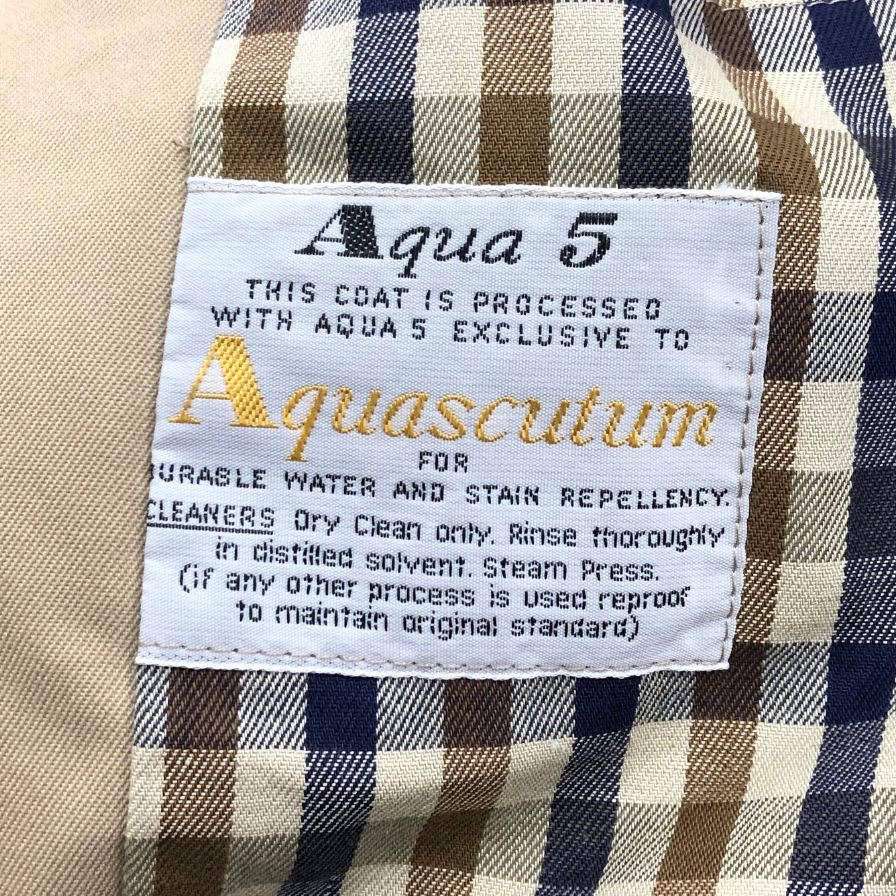 Aqua 5
THIS COAT IS PROCESSED
WITH AQUA 5 EXCLUSIVE TO
Aquascutum
FOR
DURABLE WATER AND STAIN REPELLENCY.
CLEANERS Dry Clean only. Rinse thoroughly
in distilled solvent. Steam Press.
(if any other process is used reproof
to maintain original standard)